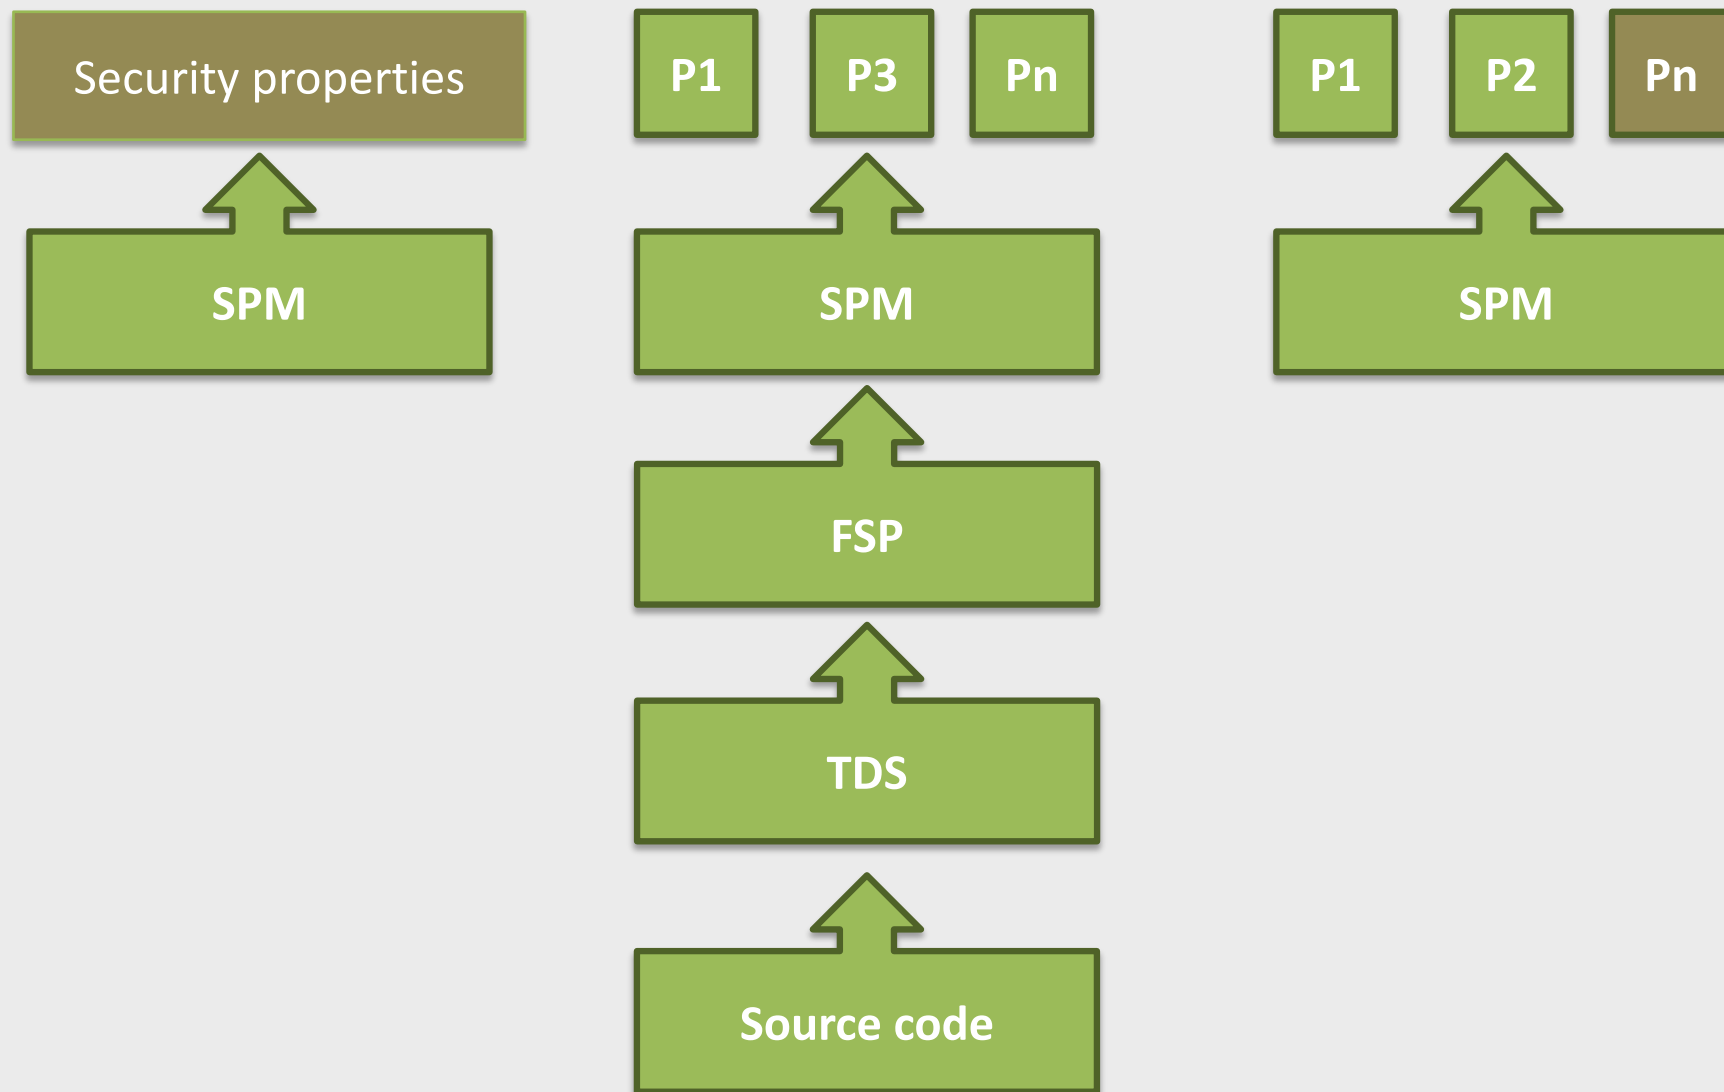 Security properties
P1 P3 Pn
P1 P2 Pn
SPM
SPM
SPM
FSP
TDS
Source code